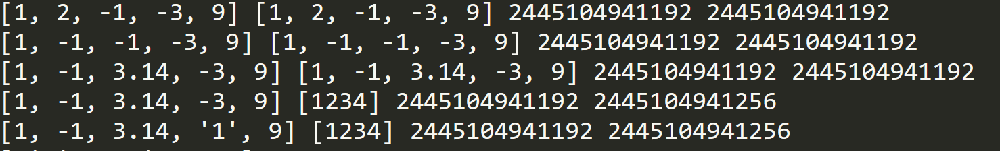 [1, 2, -1, -3, 9] [1, 2, -1, -3, 9] 2445104941192 2445104941192
[1, -1, -1, -3, 9] [1, -1, -1, -3, 9] 2445104941192 2445104941192
[1, -1, 3.14, -3, 9] [1, -1, 3.14, -3, 9] 2445104941192 2445104941192
[1, -1, 3.14, -3, 9] [1234] 2445104941192 2445104941256
[1, -1, 3.14, '1', 9] [1234] 2445104941192 2445104941256